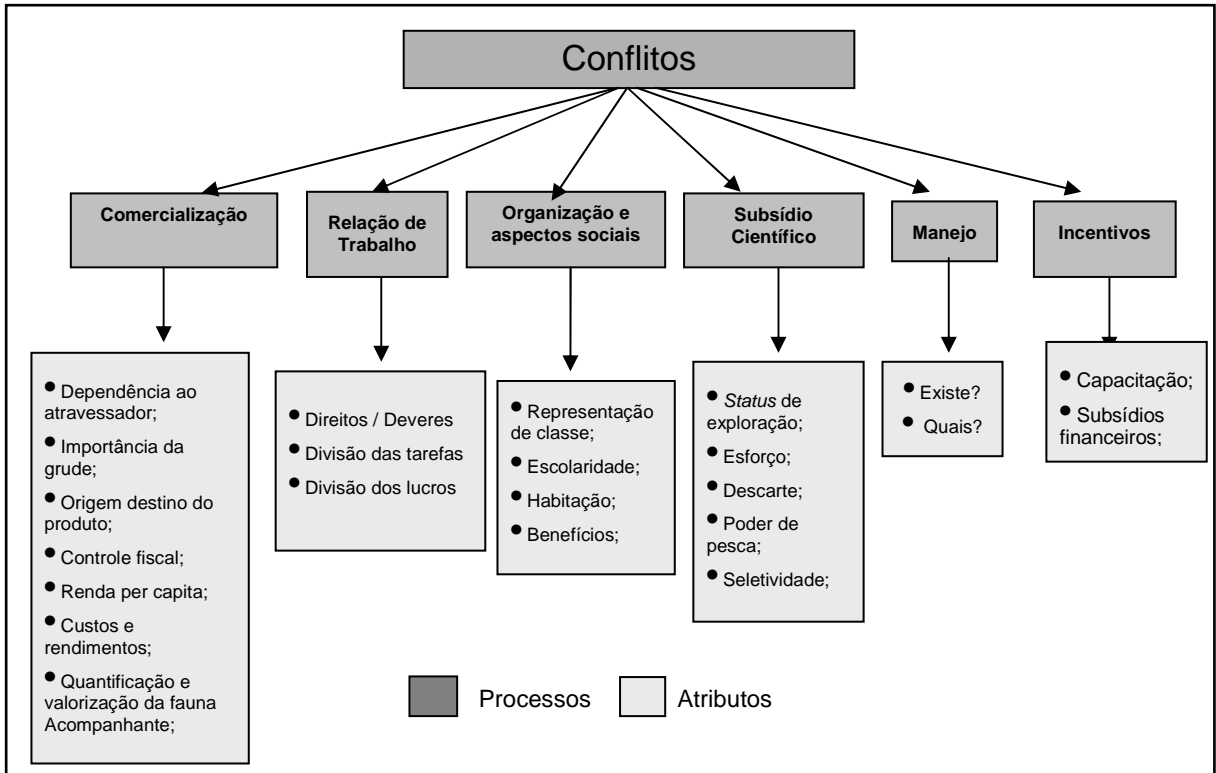 Conflitos
Comercialização
Relação de
Trabalho
Organização e
aspectos sociais
Subsídio
Científico
Manejo
Incentivos
● Dependência ao
atravessador;
● Importância da
grude;
● Origem destino do
produto;
● Controle fiscal;
● Renda per capita;
● Custos e
rendimentos;
● Quantificação e
valorização da fauna
Acompanhante;
● Direitos / Deveres
● Divisão das tarefas
● Divisão dos lucros
● Representação
de classe;
● Escolaridade;
● Habitação;
● Benefícios;
● Status de
exploração;
● Esforço;
● Descarte;
● Poder de
pesca;
● Seletividade;
● Existe?
● Quais?
● Capacitação;
● Subsídios
financeiros;
Processos
Atributos